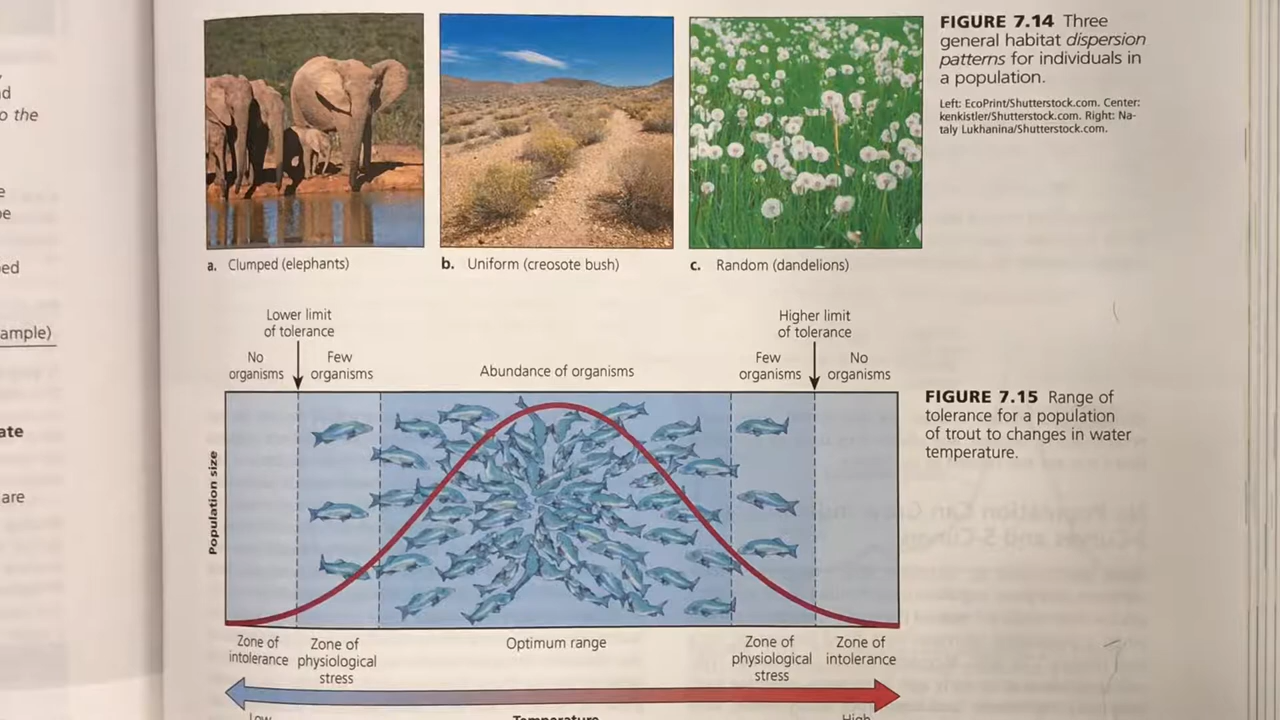 d
o the
e
ample)
ate
are
FIGURE 7.14 Three
general habitat dispersion
patterns for individuals in
a population.
Left: EcoPrint/Shutterstock.com. Center:
kenkistler/Shutterstock.com. Right: Na-
taly Lukhanina/Shutterstock.com.
a. Clumped (elephants)
b. Uniform (creosote bush)
c. Random (dandelions)
Lower limit
of tolerance
Higher limit
of tolerance
No
organisms
Few
organisms
Abundance of organisms
Few
organisms
No
organisms
Population size
Zone of
intolerance
Zone of
physiological
stress
Optimum range
Zone of
physiological
stress
Zone of
intolerance
Low
Temperature
High
FIGURE 7.15 Range of
tolerance for a population
of trout to changes in water
temperature.